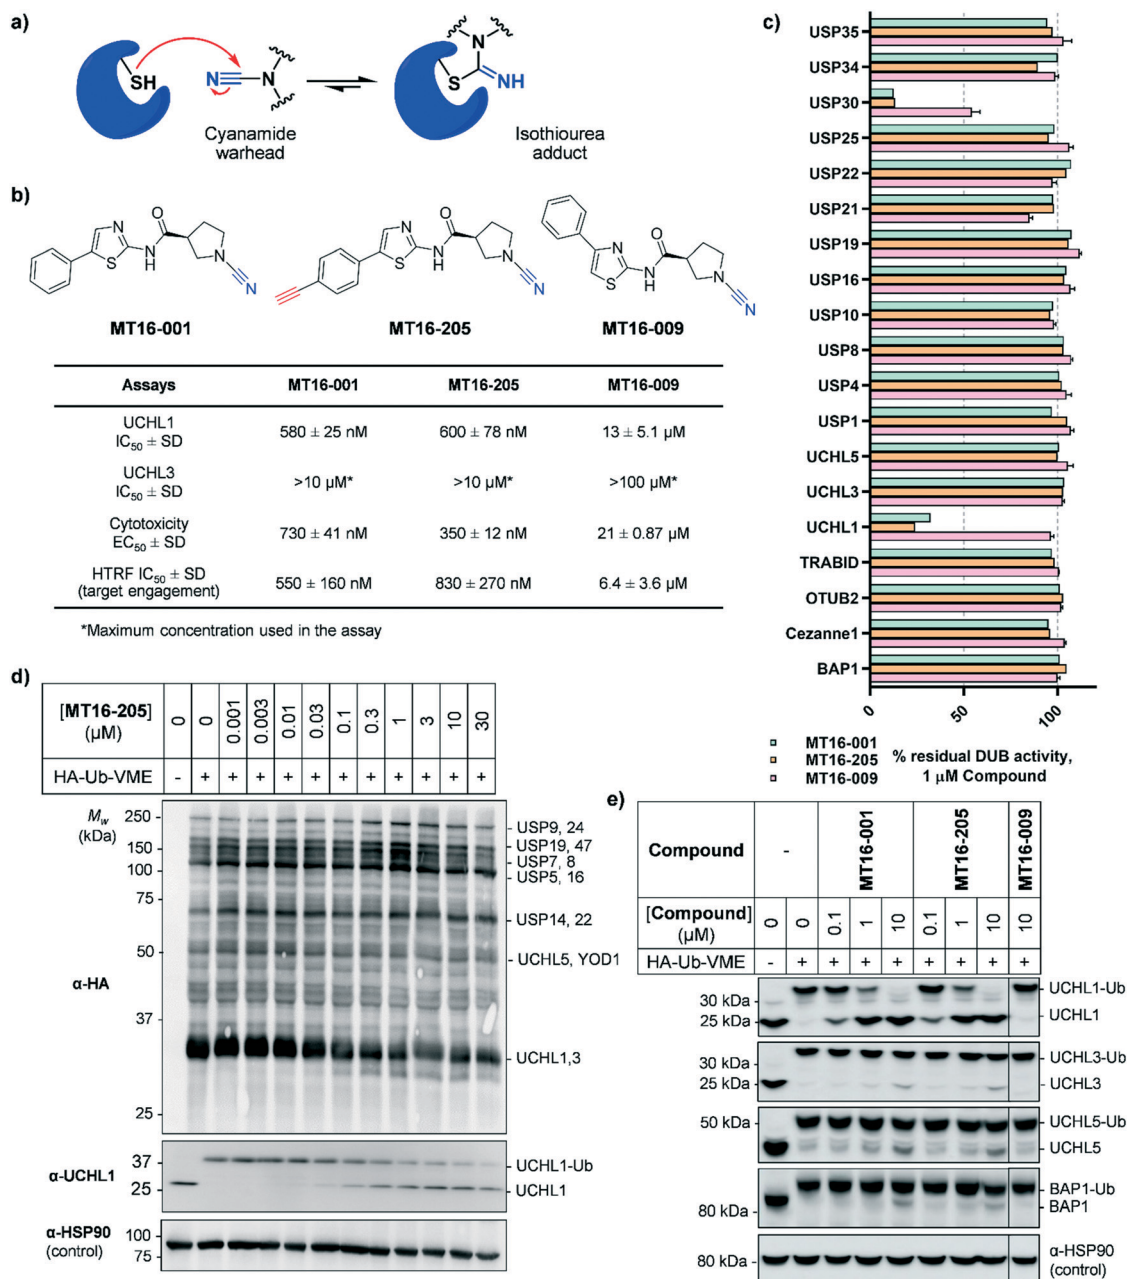 a)
SH
N
N
Cyanamide
warhead
N
S
NH
Isothiourea
adduct
b)
N
S
N
H
O
N
N
MT16-001
N
S
N
H
O
N
N
MT16-205
N
S
NH
O
N
N
MT16-009
Assays MT16-001 MT16-205 MT16-009
UCHL1
IC50 ± SD
580 ± 25 nM 600 ± 78 nM 13 ± 5.1 μM
UCHL3
IC50 ± SD
>10 μM* >10 μM* >100 μM*
Cytotoxicity
EC50 ± SD
730 ± 41 nM 350 ± 12 nM 21 ± 0.87 μM
HTRF IC50 ± SD
(target engagement)
550 ± 160 nM 830 ± 270 nM 6.4 ± 3.6 μM
*Maximum concentration used in the assay
c)
USP35
USP34
USP30
USP25
USP22
USP21
USP19
USP16
USP10
USP8
USP4
USP1
UCHL5
UCHL3
UCHL1
TRABID
OTUB2
Cezanne1
BAP1
0 50 100
MT16-001
MT16-205
MT16-009
% residual DUB activity,
1 μM Compound
d)
[MT16-205]
(μM)
0 0 0.001 0.003 0.01 0.03 0.1 0.3 1 3 10 30
HA-Ub-VME - + + + + + + + + + + +
Mw
(kDa)
250
150
100
75
50
37
25
α-HA
USP9, 24
USP19, 47
USP7, 8
USP5, 16
USP14, 22
UCHL5, YOD1
UCHL1,3
α-UCHL1
37
25
UCHL1-Ub
UCHL1
α-HSP90
(control)
100
75
e)
Compound - MT16-001 MT16-205 MT16-009
[Compound]
(μM)
0 0 0.1 1 10 0.1 1 10 10
HA-Ub-VME - + + + + + + + +
30 kDa
25 kDa
UCHL1-Ub
UCHL1
30 kDa
25 kDa
UCHL3-Ub
UCHL3
50 kDa
UCHL5-Ub
UCHL5
80 kDa
BAP1-Ub
BAP1
80 kDa
α-HSP90
(control)